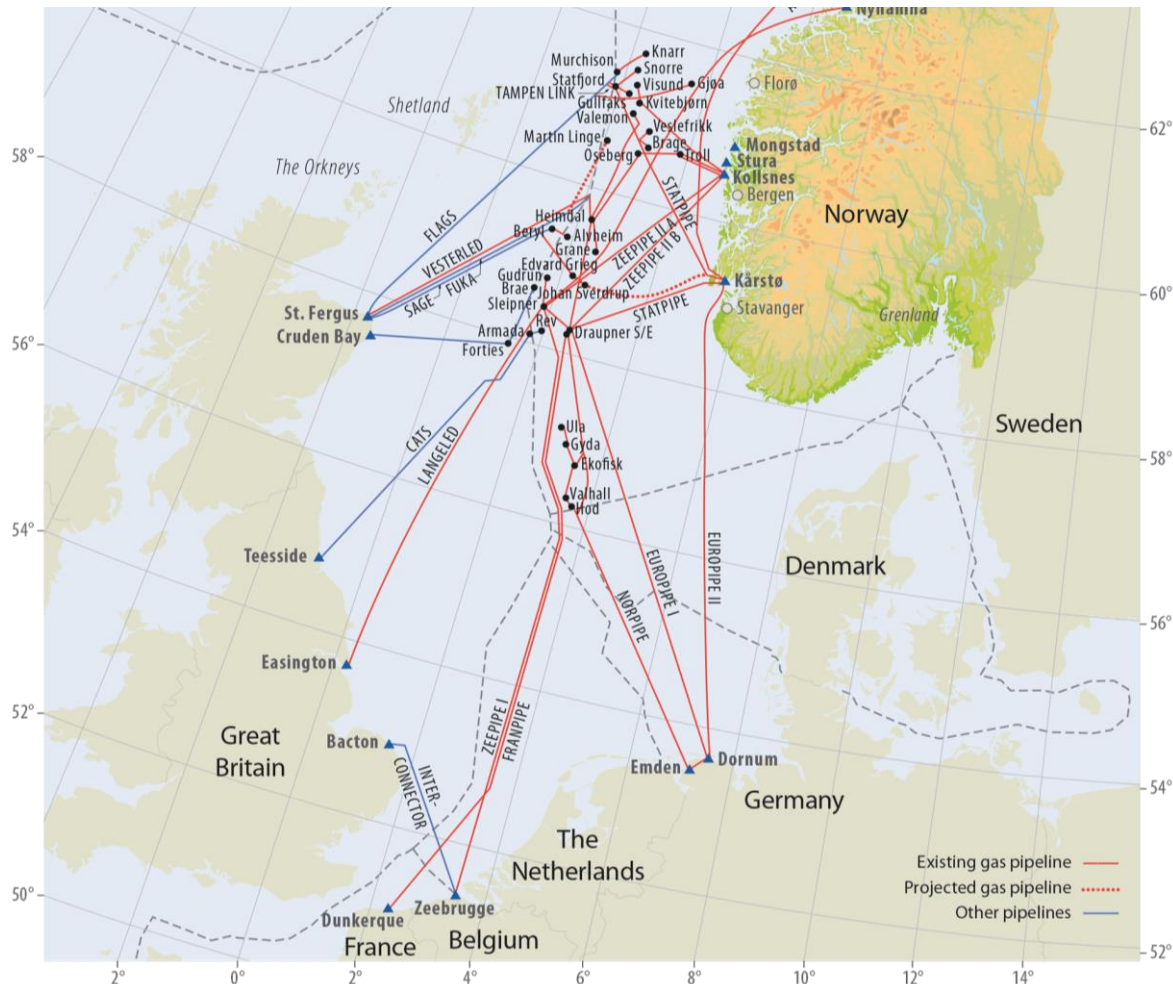 Nyhamna
Knarr
Murchison
Snorre
Statfjord
Visund
Gjøa
Florø
TAMPEN LINK
Gullfaks
Kvitebjørn
Shetland
Valemon
62°
Veslefrikk
Martin Linge
Brage
Mongstad
58°
Oseberg
Troll
Stura
The Orkneys
Kollsnes
Bergen
STATPIPE
Norway
FLAGS
Heimdal
Beryl
Alvheim
VESTERLED
ZEEPIPE II A
Grane
ZEEPIPE II B
SAGE
FUKA
Edvard Grieg
Gudrun
60°
Brae
Johan Sverdrup
Kårstø
Sleipner
STATPIPE
St. Fergus
Stavanger
Grenland
Rev
Cruden Bay
Armada
Draupner S/E
56°
Forties
Sweden
Ula
CATS
LANGELED
Gyda
Ekofisk
58°
Valhall
Hod
54°
Teesside
EUROPIPE II
Denmark
EUROPIPE I
NORPIPE
56°
Easington
52°
ZEEPIPE I
FRANPIPE
Great
Britain
Bacton
INTER-
CONNECTOR
Emden
Dornum
54°
Germany
The
Netherlands
Existing gas pipeline
Projected gas pipeline
50°
Zeebrugge
Other pipelines
Dunkerque
France
Belgium
52°
2°
0°
2°
4°
6°
8°
10°
12°
14°